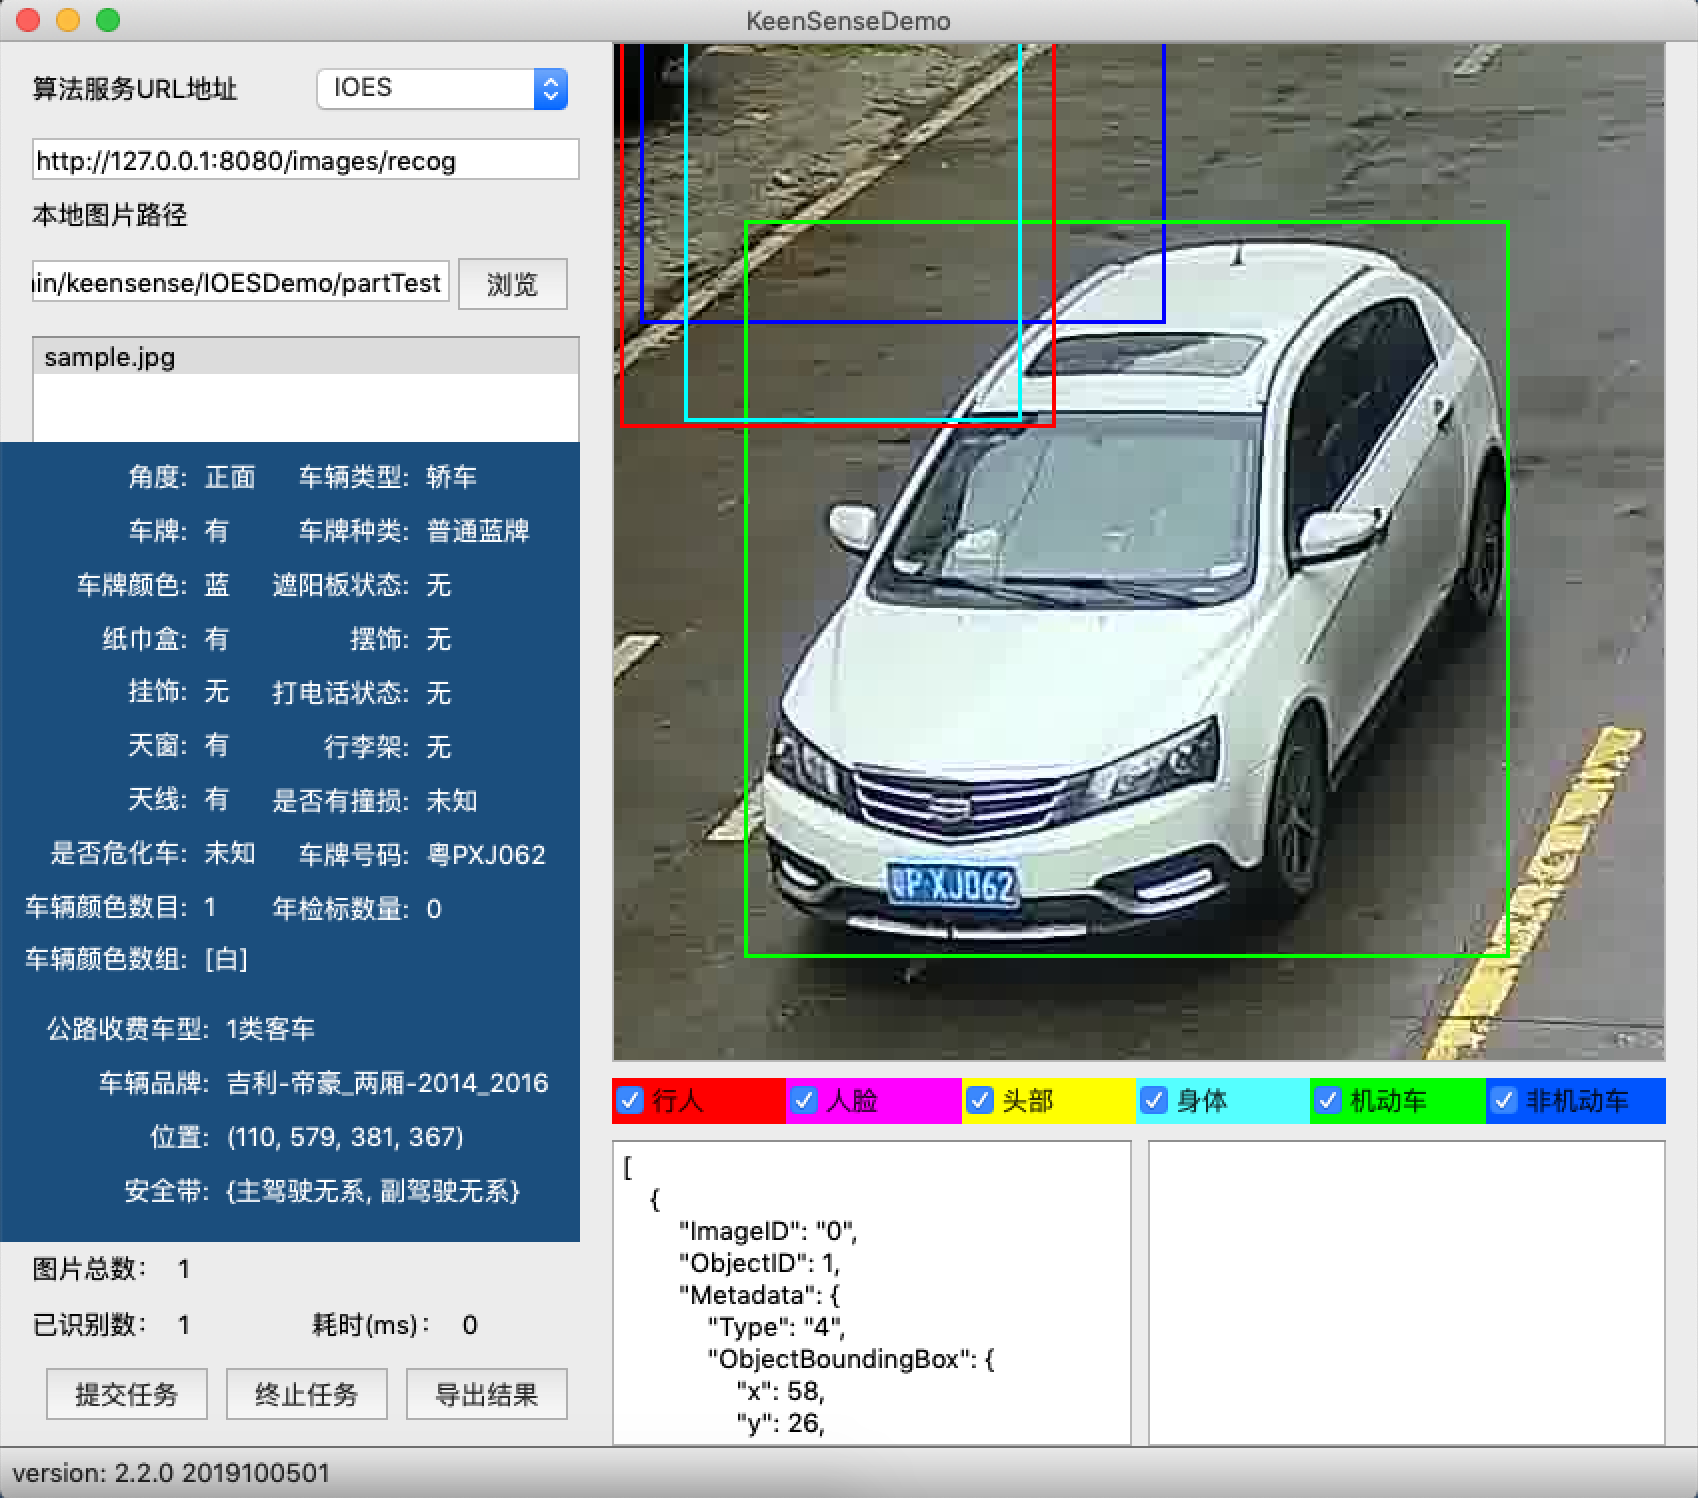 KeenSenseDemo
算法服务URL地址
IOES
http://127.0.0.1:8080/images/recog
本地图片路径
in/keensense/IOESDemo/partTest
浏览
sample.jpg
角度: 正面 车辆类型: 轿车
车牌: 有 车牌种类: 普通蓝牌
车牌颜色: 蓝 遮阳板状态: 无
纸巾盒: 有 摆饰: 无
挂饰: 无 打电话状态: 无
天窗: 有 行李架: 无
天线: 有 是否有撞损: 未知
是否危化车: 未知 车牌号码: 粤PXJ062
车辆颜色数目: 1 年检标数量: 0
车辆颜色数组: [白]
公路收费车型: 1类客车
车辆品牌: 吉利-帝豪_两厢-2014_2016
位置: (110, 579, 381, 367)
安全带: {主驾驶无系, 副驾驶无系}
图片总数: 1
已识别数: 1 耗时(ms): 0
提交任务 终止任务 导出结果
粤P·XJ062
行人 人脸 头部 身体 机动车 非机动车
[
{
"ImageID": "0",
"ObjectID": 1,
"Metadata": {
"Type": "4",
"ObjectBoundingBox": {
"x": 58,
"y": 26,
version: 2.2.0 2019100501